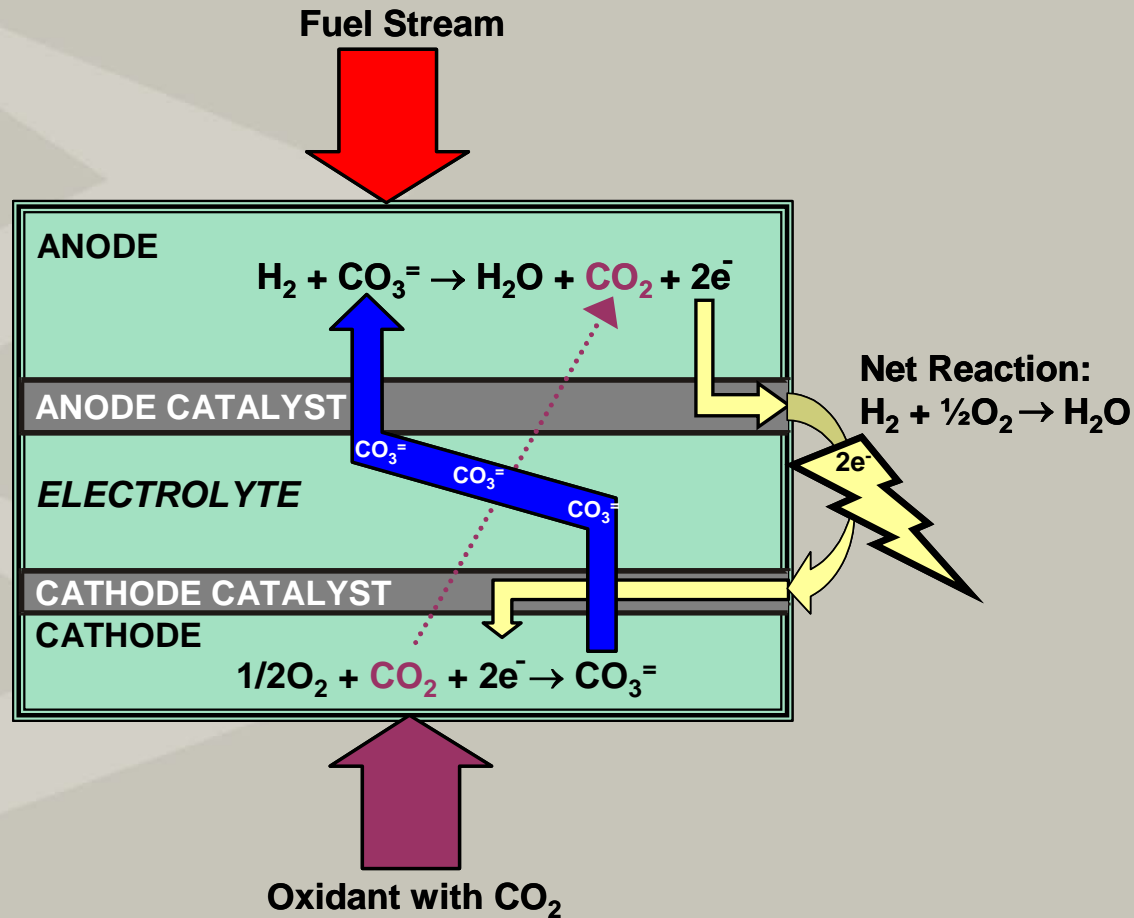 Fuel Stream
ANODE
H₂ + CO₃⁼ → H₂O + CO₂ + 2e⁻
Net Reaction:
H₂ + ½O₂ → H₂O
ANODE CATALYST
CO₃⁼
CO₃⁼
CO₃⁼
2e⁻
ELECTROLYTE
CATHODE CATALYST
CATHODE
1/2O₂ + CO₂ + 2e⁻ → CO₃⁼
Oxidant with CO₂